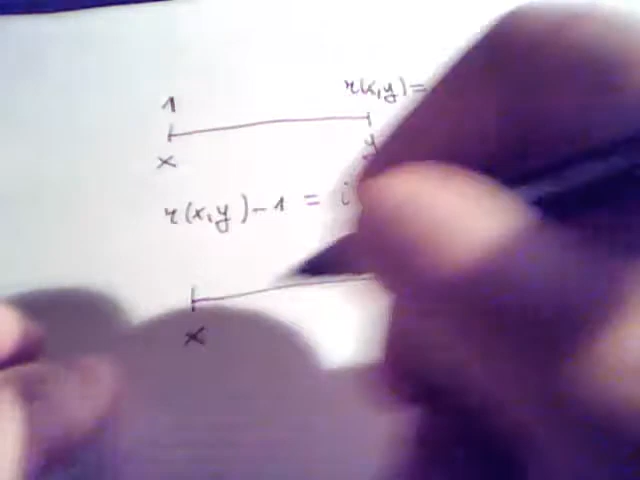 1 r(x,y)=
x y
r(x,y)-1 = i
x